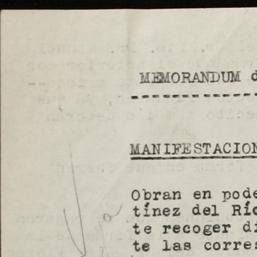 MEMORANDUM d
MANIFESTACION
Obran en pode
tínez del Río
te recoger di
te las corres